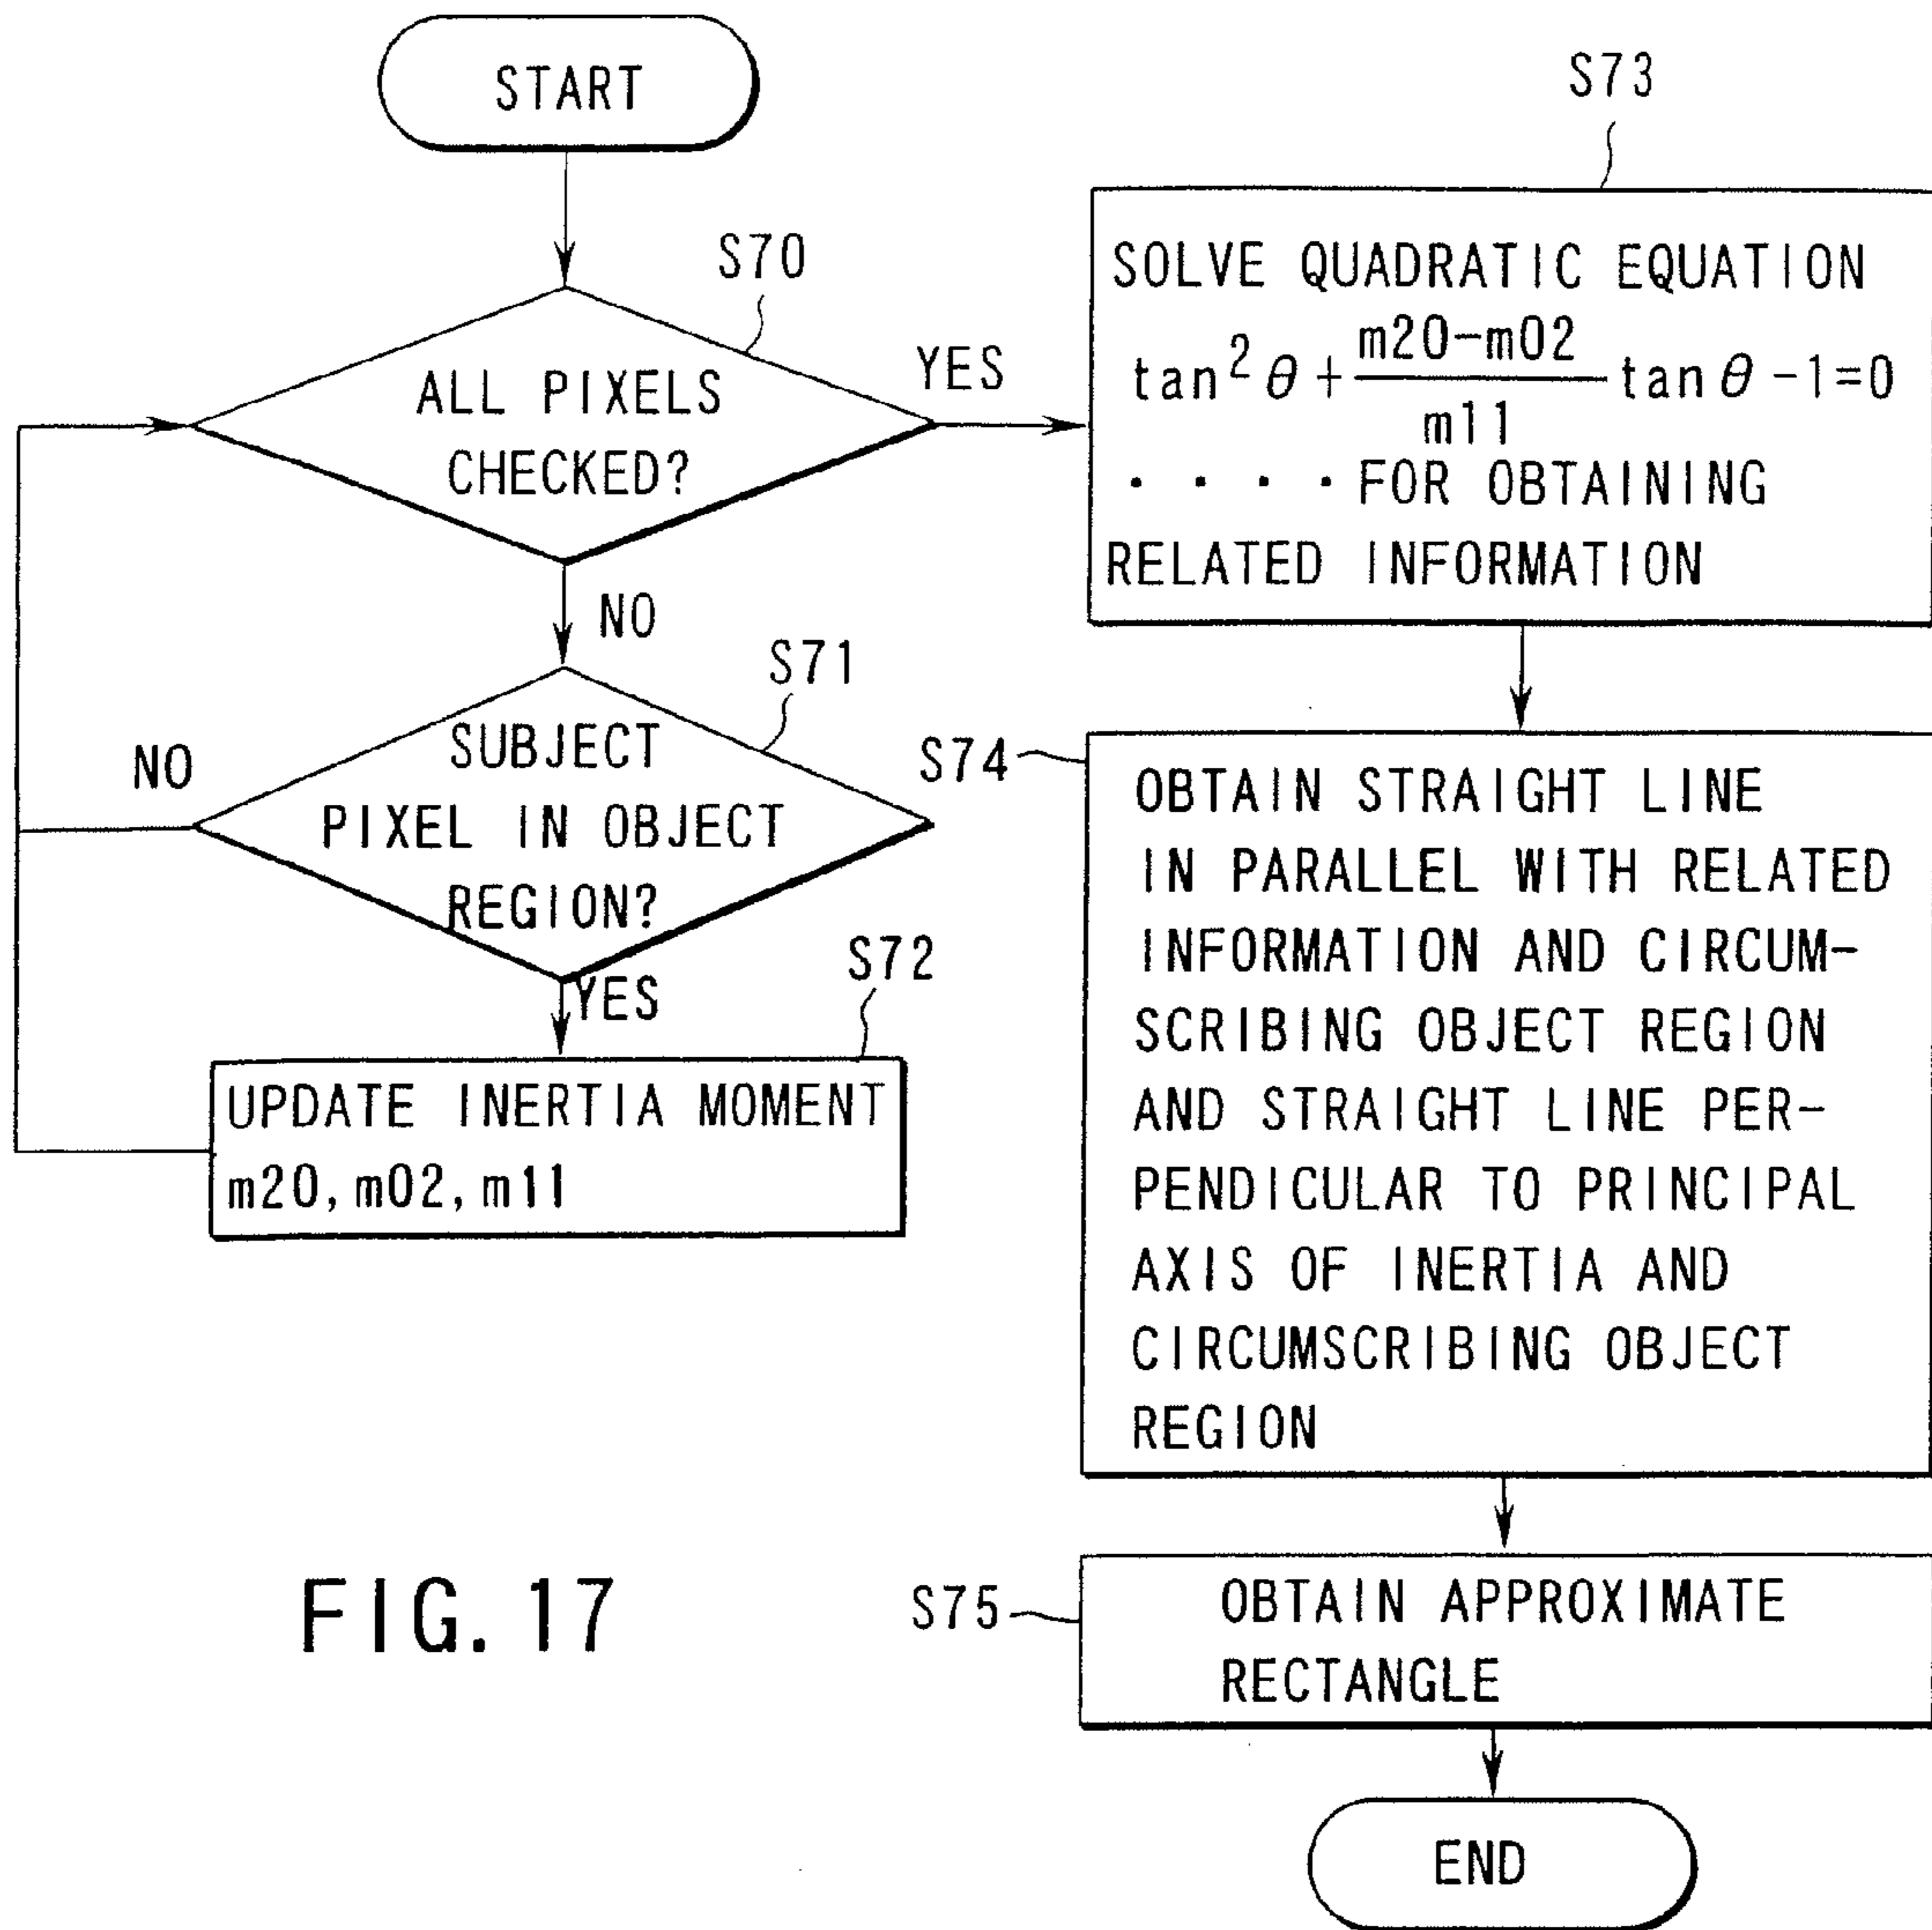 START
S70
ALL PIXELS
CHECKED?
YES
NO
S71
SUBJECT
PIXEL IN OBJECT
REGION?
NO
YES
S72
UPDATE INERTIA MOMENT
m20, m02, m11
S73
SOLVE QUADRATIC EQUATION
tan² θ + (m20-m02)/m11 tan θ -1=0
· · · · FOR OBTAINING
RELATED INFORMATION
S74
OBTAIN STRAIGHT LINE
IN PARALLEL WITH RELATED
INFORMATION AND CIRCUM-
SCRIBING OBJECT REGION
AND STRAIGHT LINE PER-
PENDICULAR TO PRINCIPAL
AXIS OF INERTIA AND
CIRCUMSCRIBING OBJECT
REGION
S75
OBTAIN APPROXIMATE
RECTANGLE
END
FIG. 17